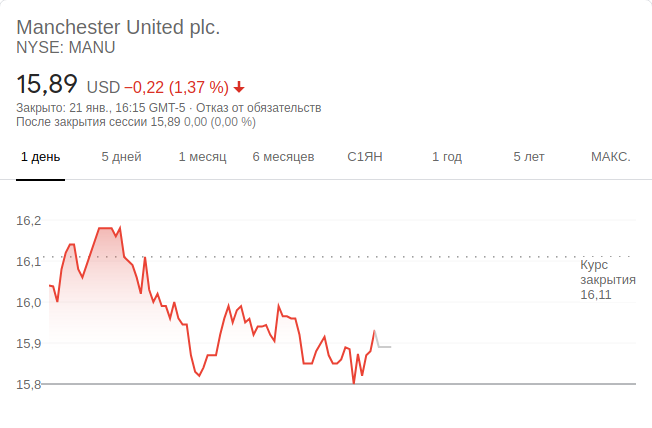 Manchester United plc.
NYSE: MANU
15,89 USD −0,22 (1,37 %)
Закрыто: 21 янв., 16:15 GMT-5 · Отказ от обязательств
После закрытия сессии 15,89 0,00 (0,00 %)
1 день 5 дней 1 месяц 6 месяцев С1ЯН 1 год 5 лет МАКС.
16,2
16,1
16,0
15,9
15,8
Курс
закрытия
16,11